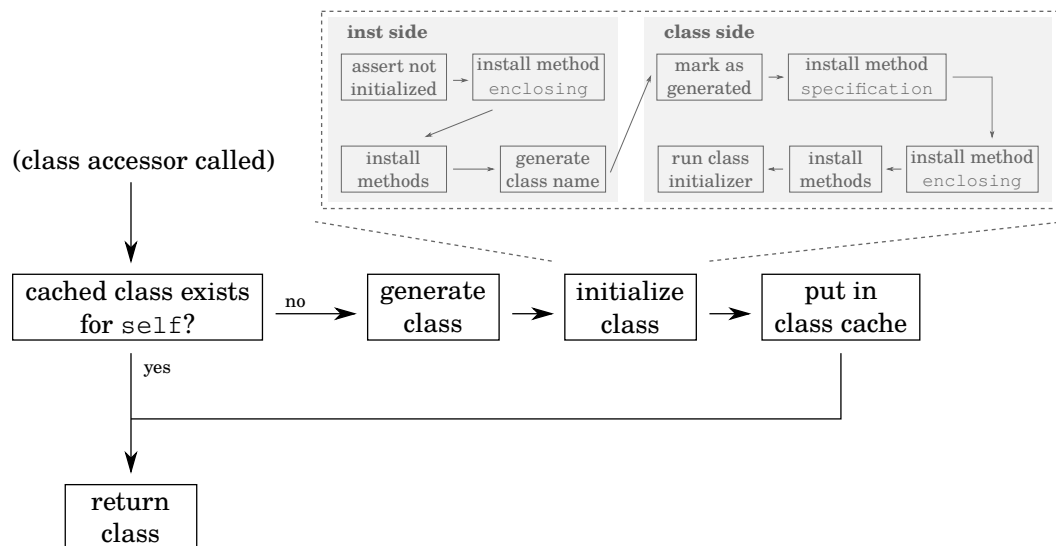 inst side
assert not
initialized
install method
enclosing
install
methods
generate
class name
class side
mark as
generated
install method
specification
install method
enclosing
install
methods
run class
initializer
(class accessor called)
cached class exists
for self?
no
yes
generate
class
initialize
class
put in
class cache
return
class